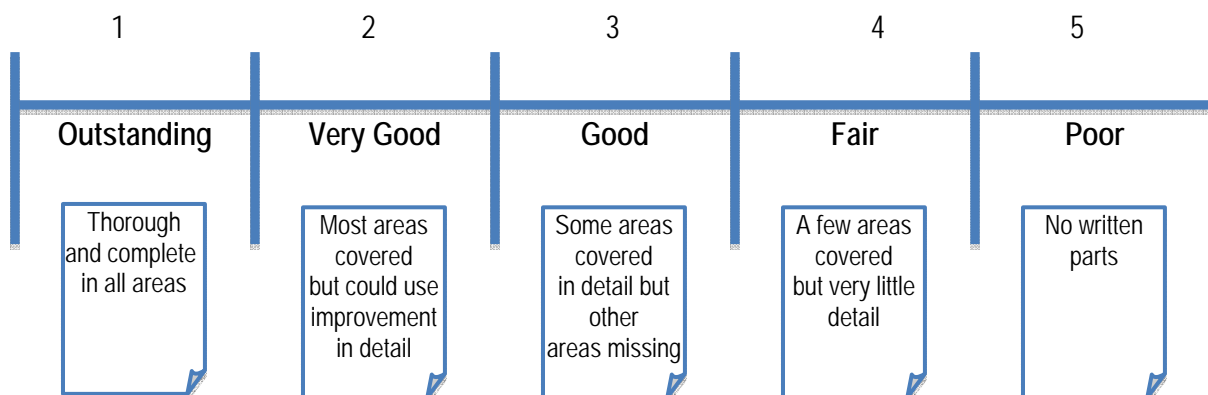 1 2 3 4 5
Outstanding Very Good Good Fair Poor
Thorough
and complete
in all areas
Most areas
covered
but could use
improvement
in detail
Some areas
covered
in detail but
other
areas missing
A few areas
covered
but very little
detail
No written
parts